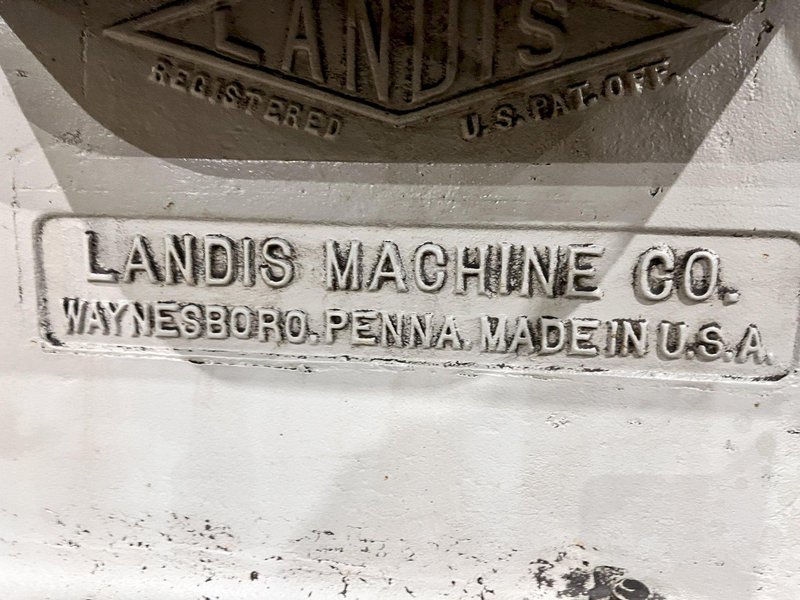 LANDIS
REGISTERED U.S. PAT. OFF.
LANDIS MACHINE CO.
WAYNESBORO. PENNA. MADE IN U.S.A.